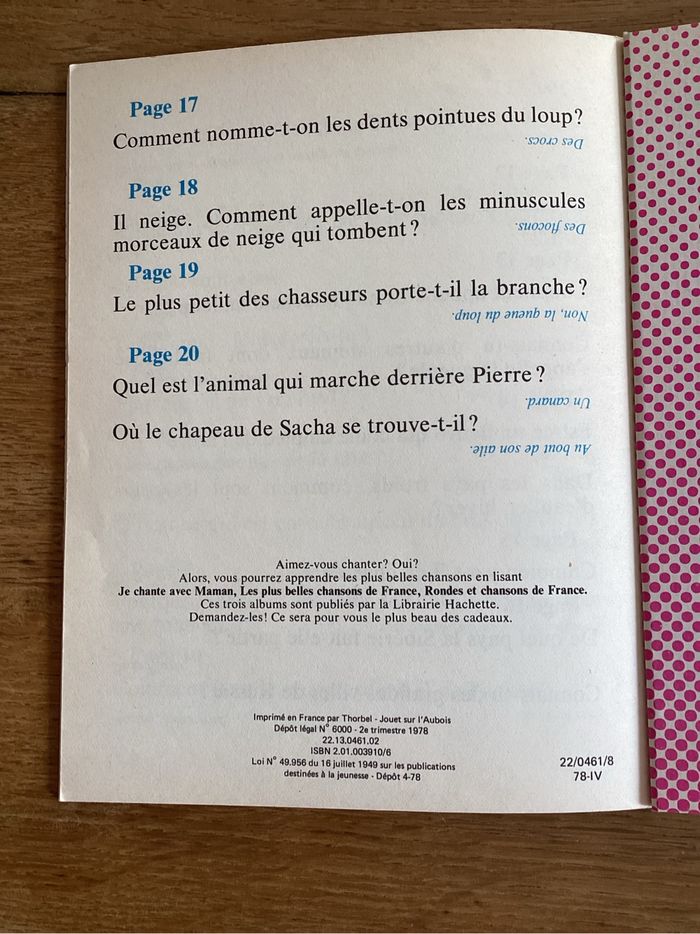 Page 17
Comment nomme-t-on les dents pointues du loup?
Des crocs.
Page 18
Il neige. Comment appelle-t-on les minuscules
morceaux de neige qui tombent?
Des flocons.
Page 19
Le plus petit des chasseurs porte-t-il la branche?
Non, la queue du loup.
Page 20
Quel est l'animal qui marche derrière Pierre?
Un canard.
Où le chapeau de Sacha se trouve-t-il?
Au bout de son aile.
Aimez-vous chanter? Oui?
Alors, vous pourrez apprendre les plus belles chansons en lisant
Je chante avec Maman, Les plus belles chansons de France, Rondes et chansons de France.
Ces trois albums sont publiés par la Librairie Hachette.
Demandez-les! Ce sera pour vous le plus beau des cadeaux.
Imprimé en France par Thorbel - Jouet sur l'Aubois
Dépôt légal N° 6000 - 2e trimestre 1978
22.13.0461.02
ISBN 2.01.003910/6
Loi N° 49.956 du 16 juillet 1949 sur les publications
destinées à la jeunesse - Dépôt 4-78
22/0461/8
78-IV